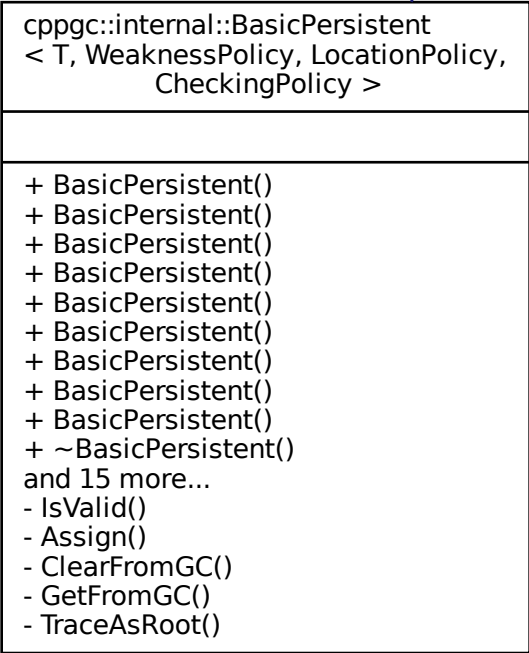 cppgc::internal::BasicPersistent
< T, WeaknessPolicy, LocationPolicy,
CheckingPolicy >
+ BasicPersistent()
+ BasicPersistent()
+ BasicPersistent()
+ BasicPersistent()
+ BasicPersistent()
+ BasicPersistent()
+ BasicPersistent()
+ BasicPersistent()
+ BasicPersistent()
+ ~BasicPersistent()
and 15 more...
- IsValid()
- Assign()
- ClearFromGC()
- GetFromGC()
- TraceAsRoot()